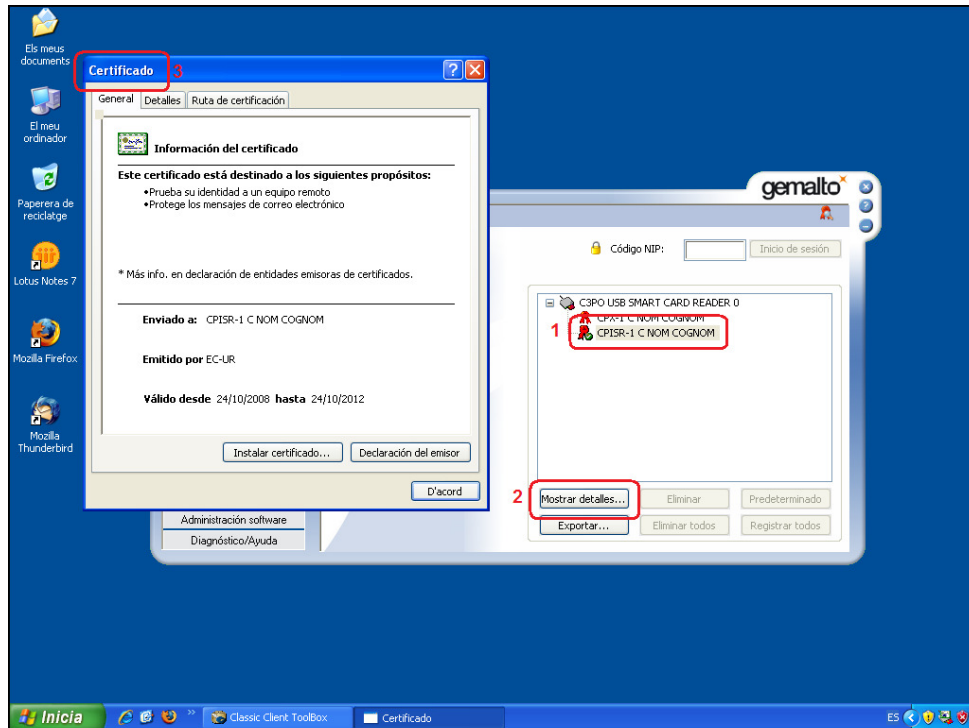 Els meus
documents
El meu
ordinador
Paperera de
reciclatge
Lotus Notes 7
Mozilla Firefox
Mozilla
Thunderbird
Certificado
3
General
Detalles
Ruta de certificación
Información del certificado
Este certificado está destinado a los siguientes propósitos:
•Prueba su identidad a un equipo remoto
•Protege los mensajes de correo electrónico
* Más info. en declaración de entidades emisoras de certificados.
Enviado a: CPISR-1 C NOM COGNOM
Emitido por EC-UR
Válido desde 24/10/2008 hasta 24/10/2012
Instalar certificado...
Declaración del emisor
D'acord
gemalto
Código NIP:
Inicio de sesión
C3PO USB SMART CARD READER 0
CPX-1 C NOM COGNOM
1
CPISR-1 C NOM COGNOM
2
Mostrar detalles...
Eliminar
Predeterminado
Exportar...
Eliminar todos
Registrar todos
Administración software
Diagnóstico/Ayuda
Inicia
»
Classic Client ToolBox
Certificado
ES